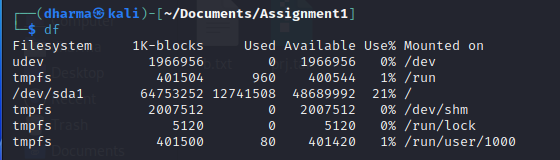 ┌──(dharma㉿kali)-[~/Documents/Assignment1]
└─$ df
Filesystem     1K-blocks     Used Available Use% Mounted on
udev             1966956        0   1966956   0% /dev
tmpfs             401504      960    400544   1% /run
/dev/sda1       64753252 12741508  48689992  21% /
tmpfs            2007512        0   2007512   0% /dev/shm
tmpfs               5120        0      5120   0% /run/lock
tmpfs             401500       80    401420   1% /run/user/1000